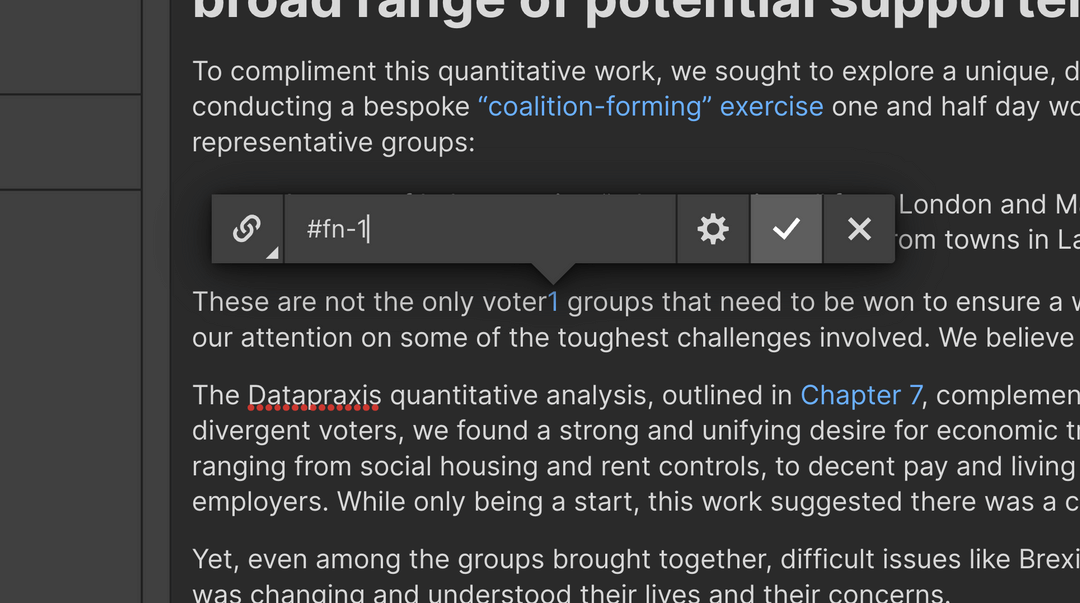 broad range of potential supporter
To compliment this quantitative work, we sought to explore a unique, d
conducting a bespoke “coalition-forming” exercise one and half day wo
representative groups:
London and M
#fn-1
rom towns in La
These are not the only voter1 groups that need to be won to ensure a w
our attention on some of the toughest challenges involved. We believe
The Datapraxis quantitative analysis, outlined in Chapter 7, complemen
divergent voters, we found a strong and unifying desire for economic tr
ranging from social housing and rent controls, to decent pay and living
employers. While only being a start, this work suggested there was a c
Yet, even among the groups brought together, difficult issues like Brexi
was changing and understood their lives and their concerns.